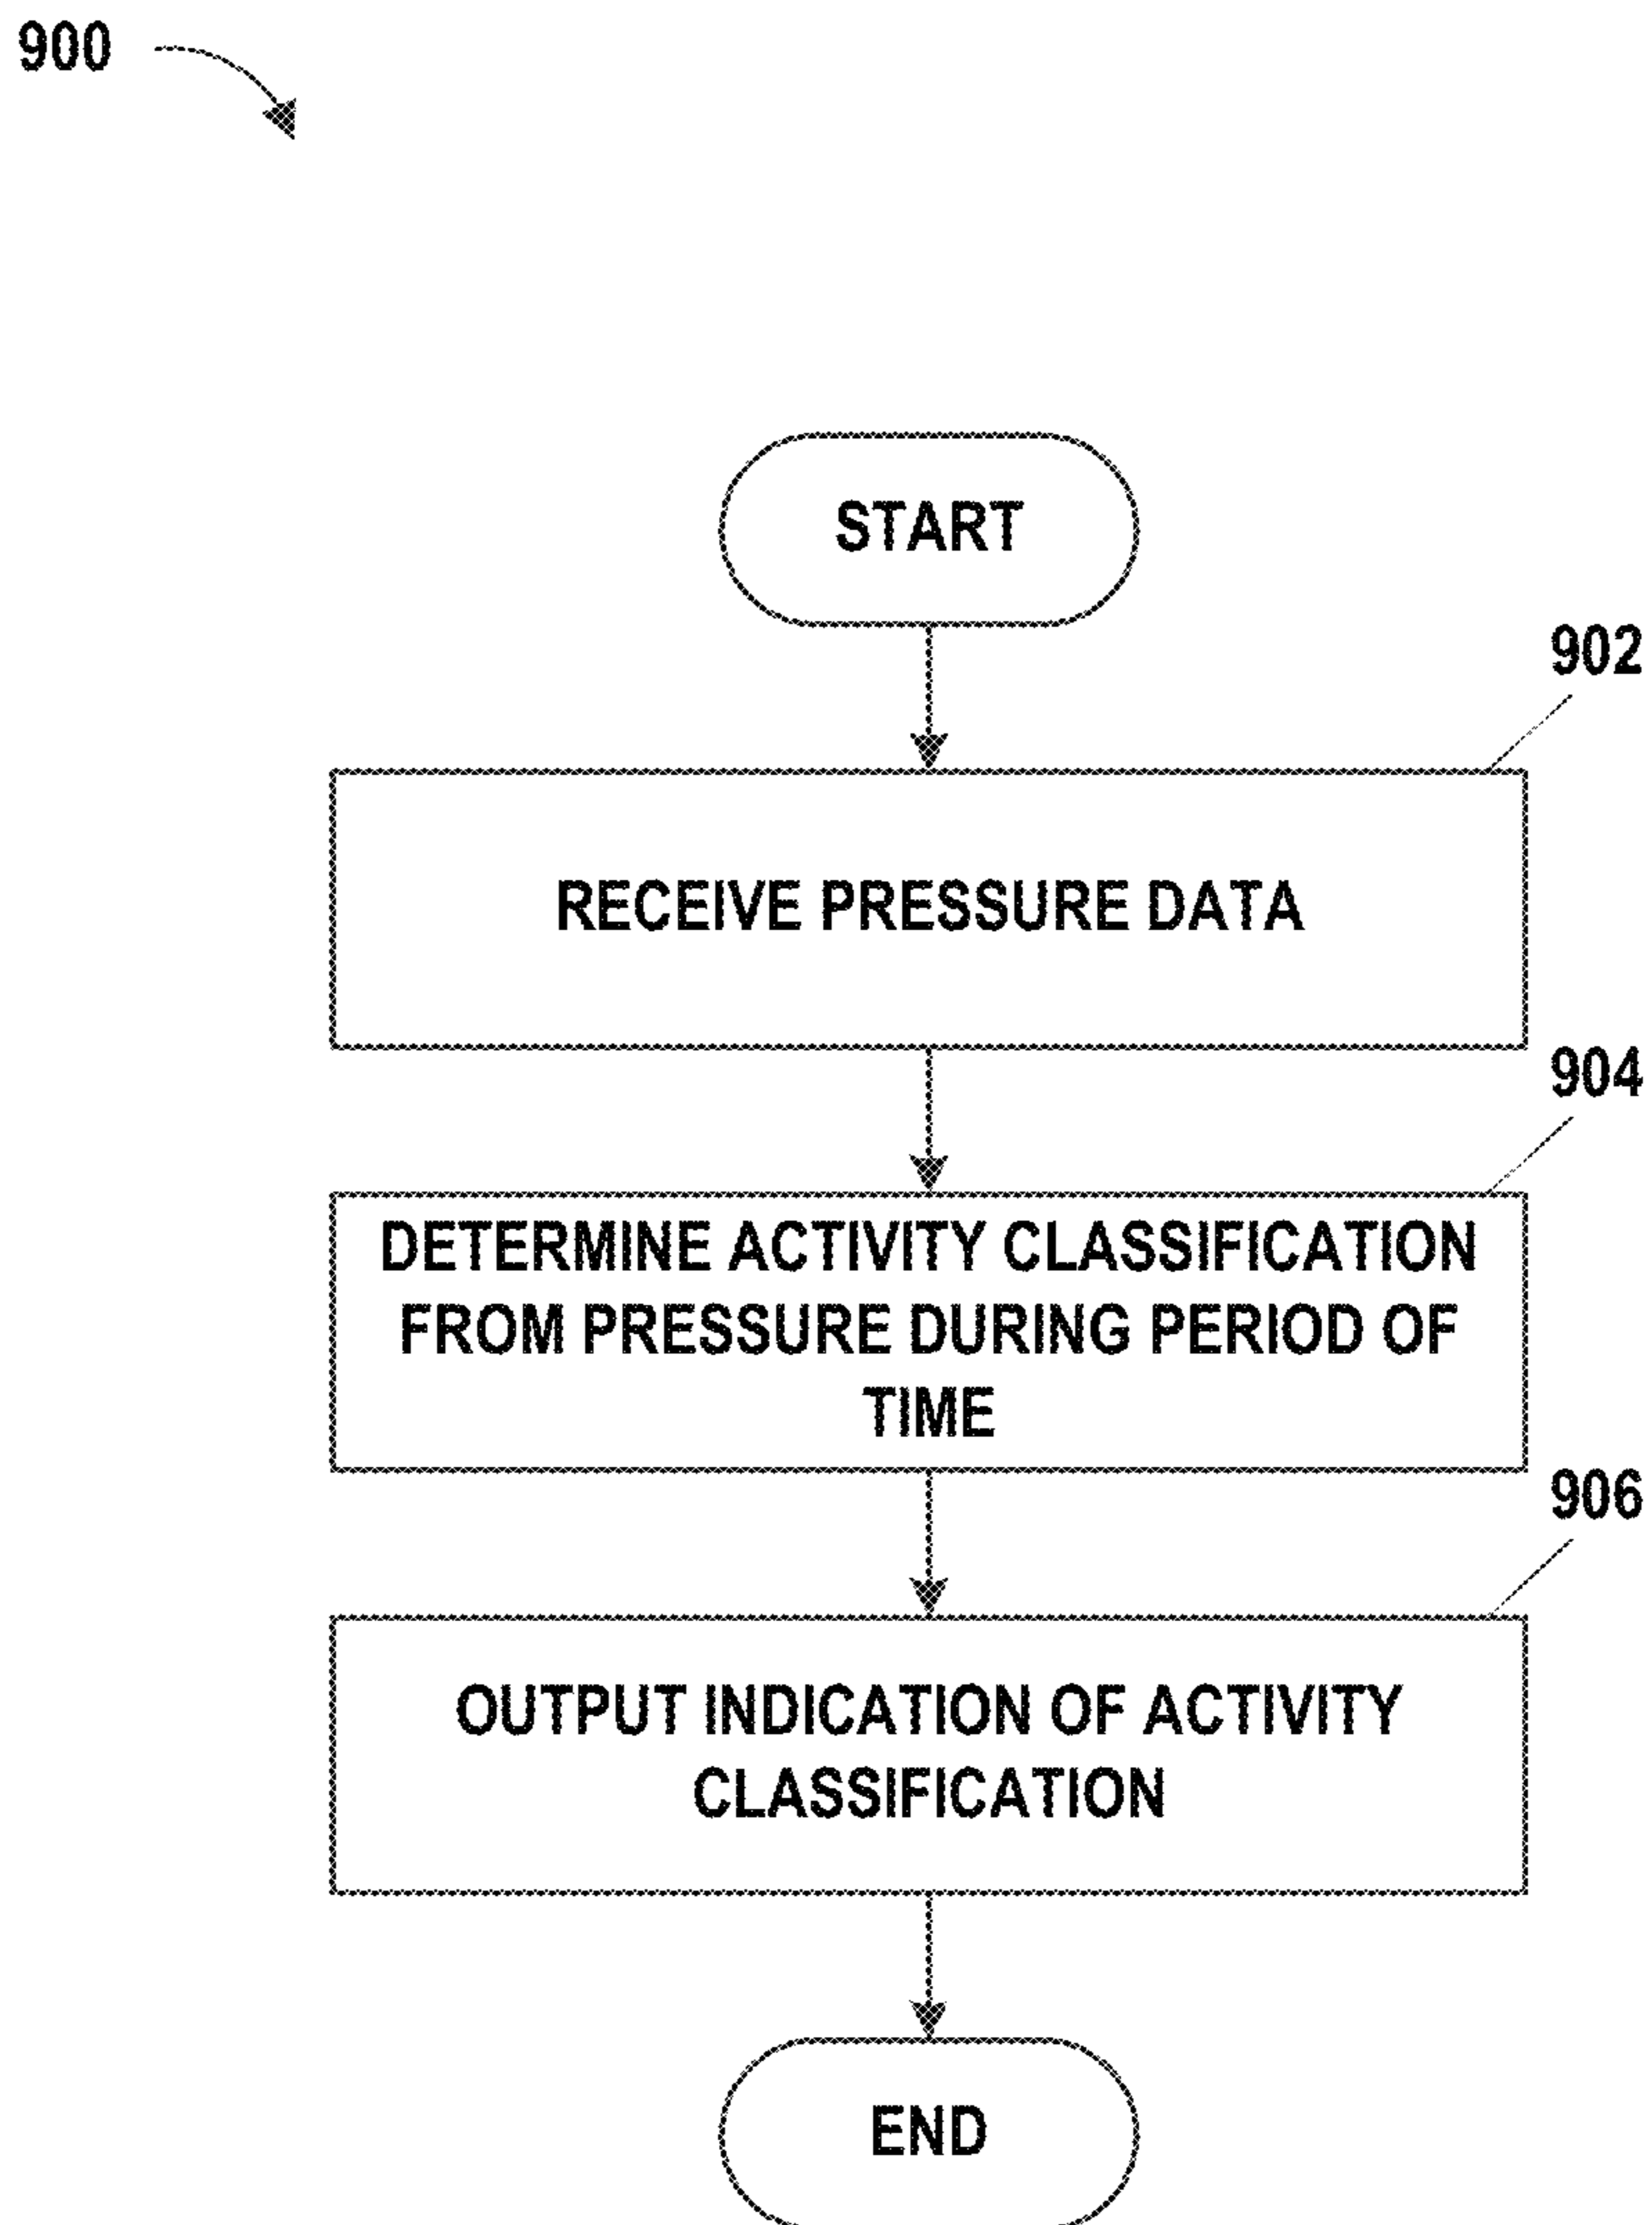 900
START
902
RECEIVE PRESSURE DATA
904
DETERMINE ACTIVITY CLASSIFICATION
FROM PRESSURE DURING PERIOD OF
TIME
906
OUTPUT INDICATION OF ACTIVITY
CLASSIFICATION
END